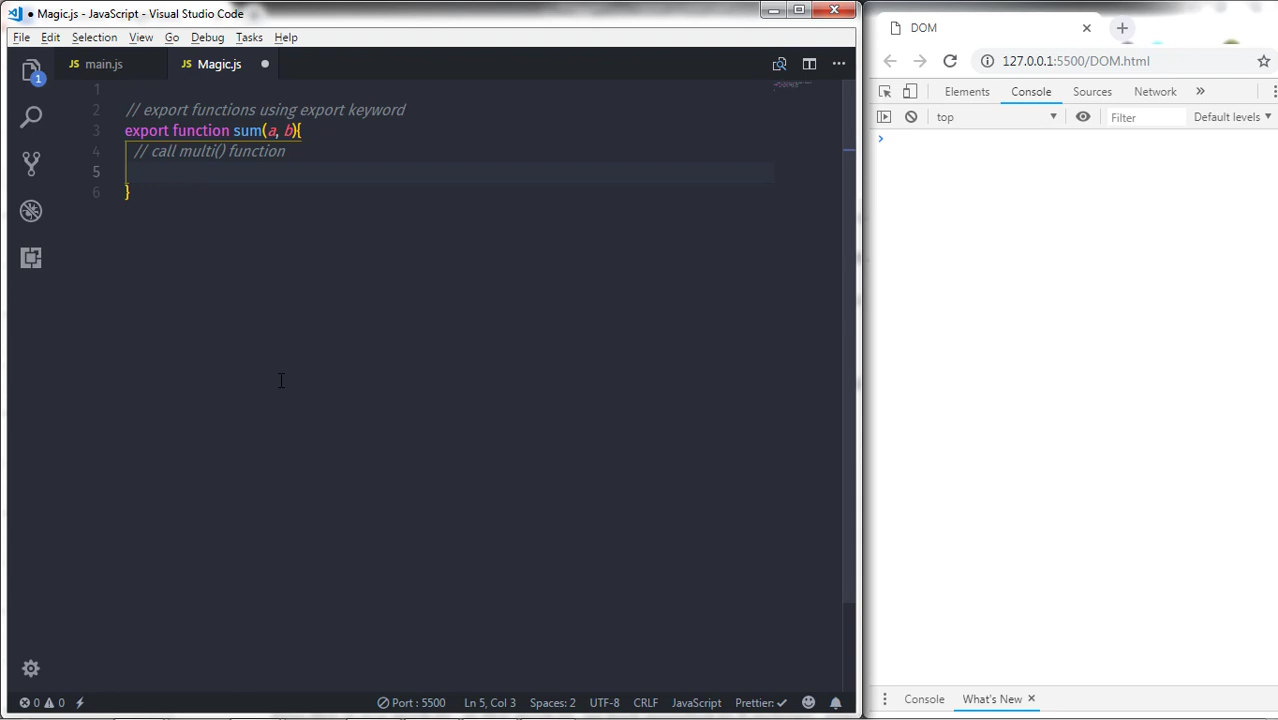 ● Magic.js - JavaScript - Visual Studio Code
File Edit Selection View Go Debug Tasks Help
JS main.js JS Magic.js ●
1
2 // export functions using export keyword
3 export function sum(a, b){
4 // call multi() function
5
6 }
1
0 0 Port : 5500 Ln 5, Col 3 Spaces: 2 UTF-8 CRLF JavaScript Prettier: ✓
DOM
127.0.0.1:5500/DOM.html
Elements Console Sources Network »
top Filter Default levels
>
Console What's New